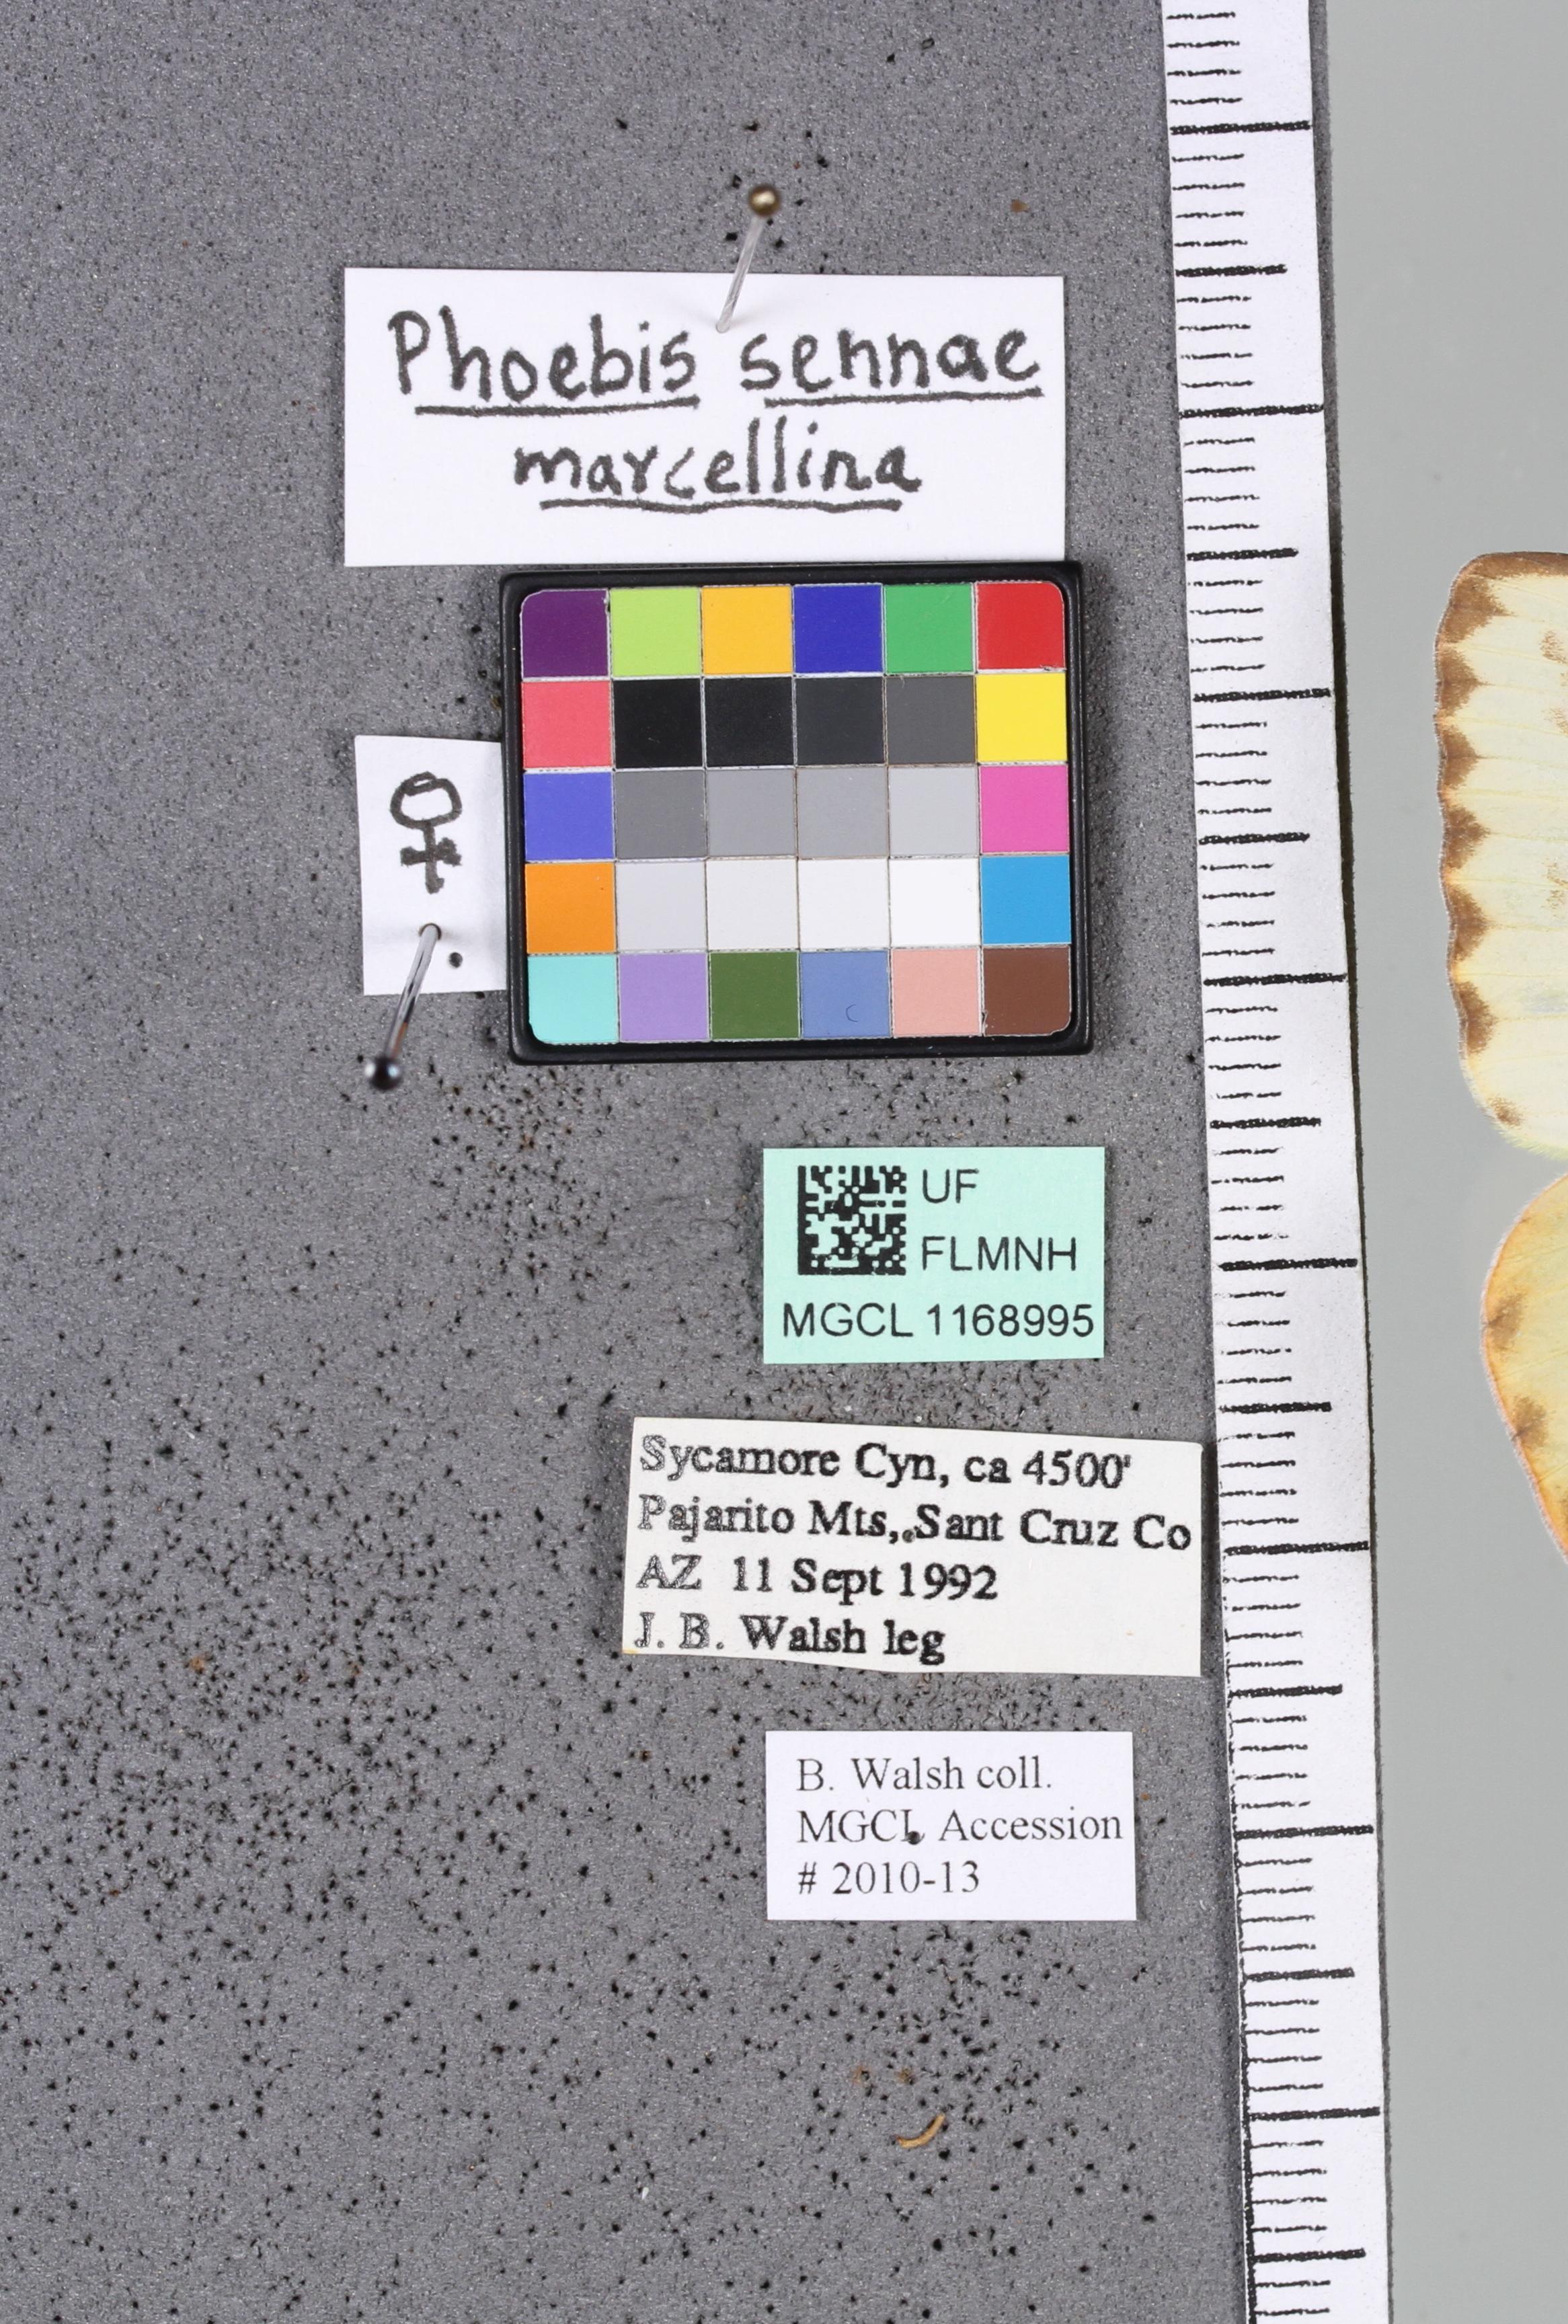 Phoebis sennae
marcellina
♀
UF
FLMNH
MGCL 1168995
Sycamore Cyn, ca 4500'
Pajarito Mts, Sant Cruz Co
AZ 11 Sept 1992
J. B. Walsh leg
B. Walsh coll.
MGCL Accession
# 2010-13